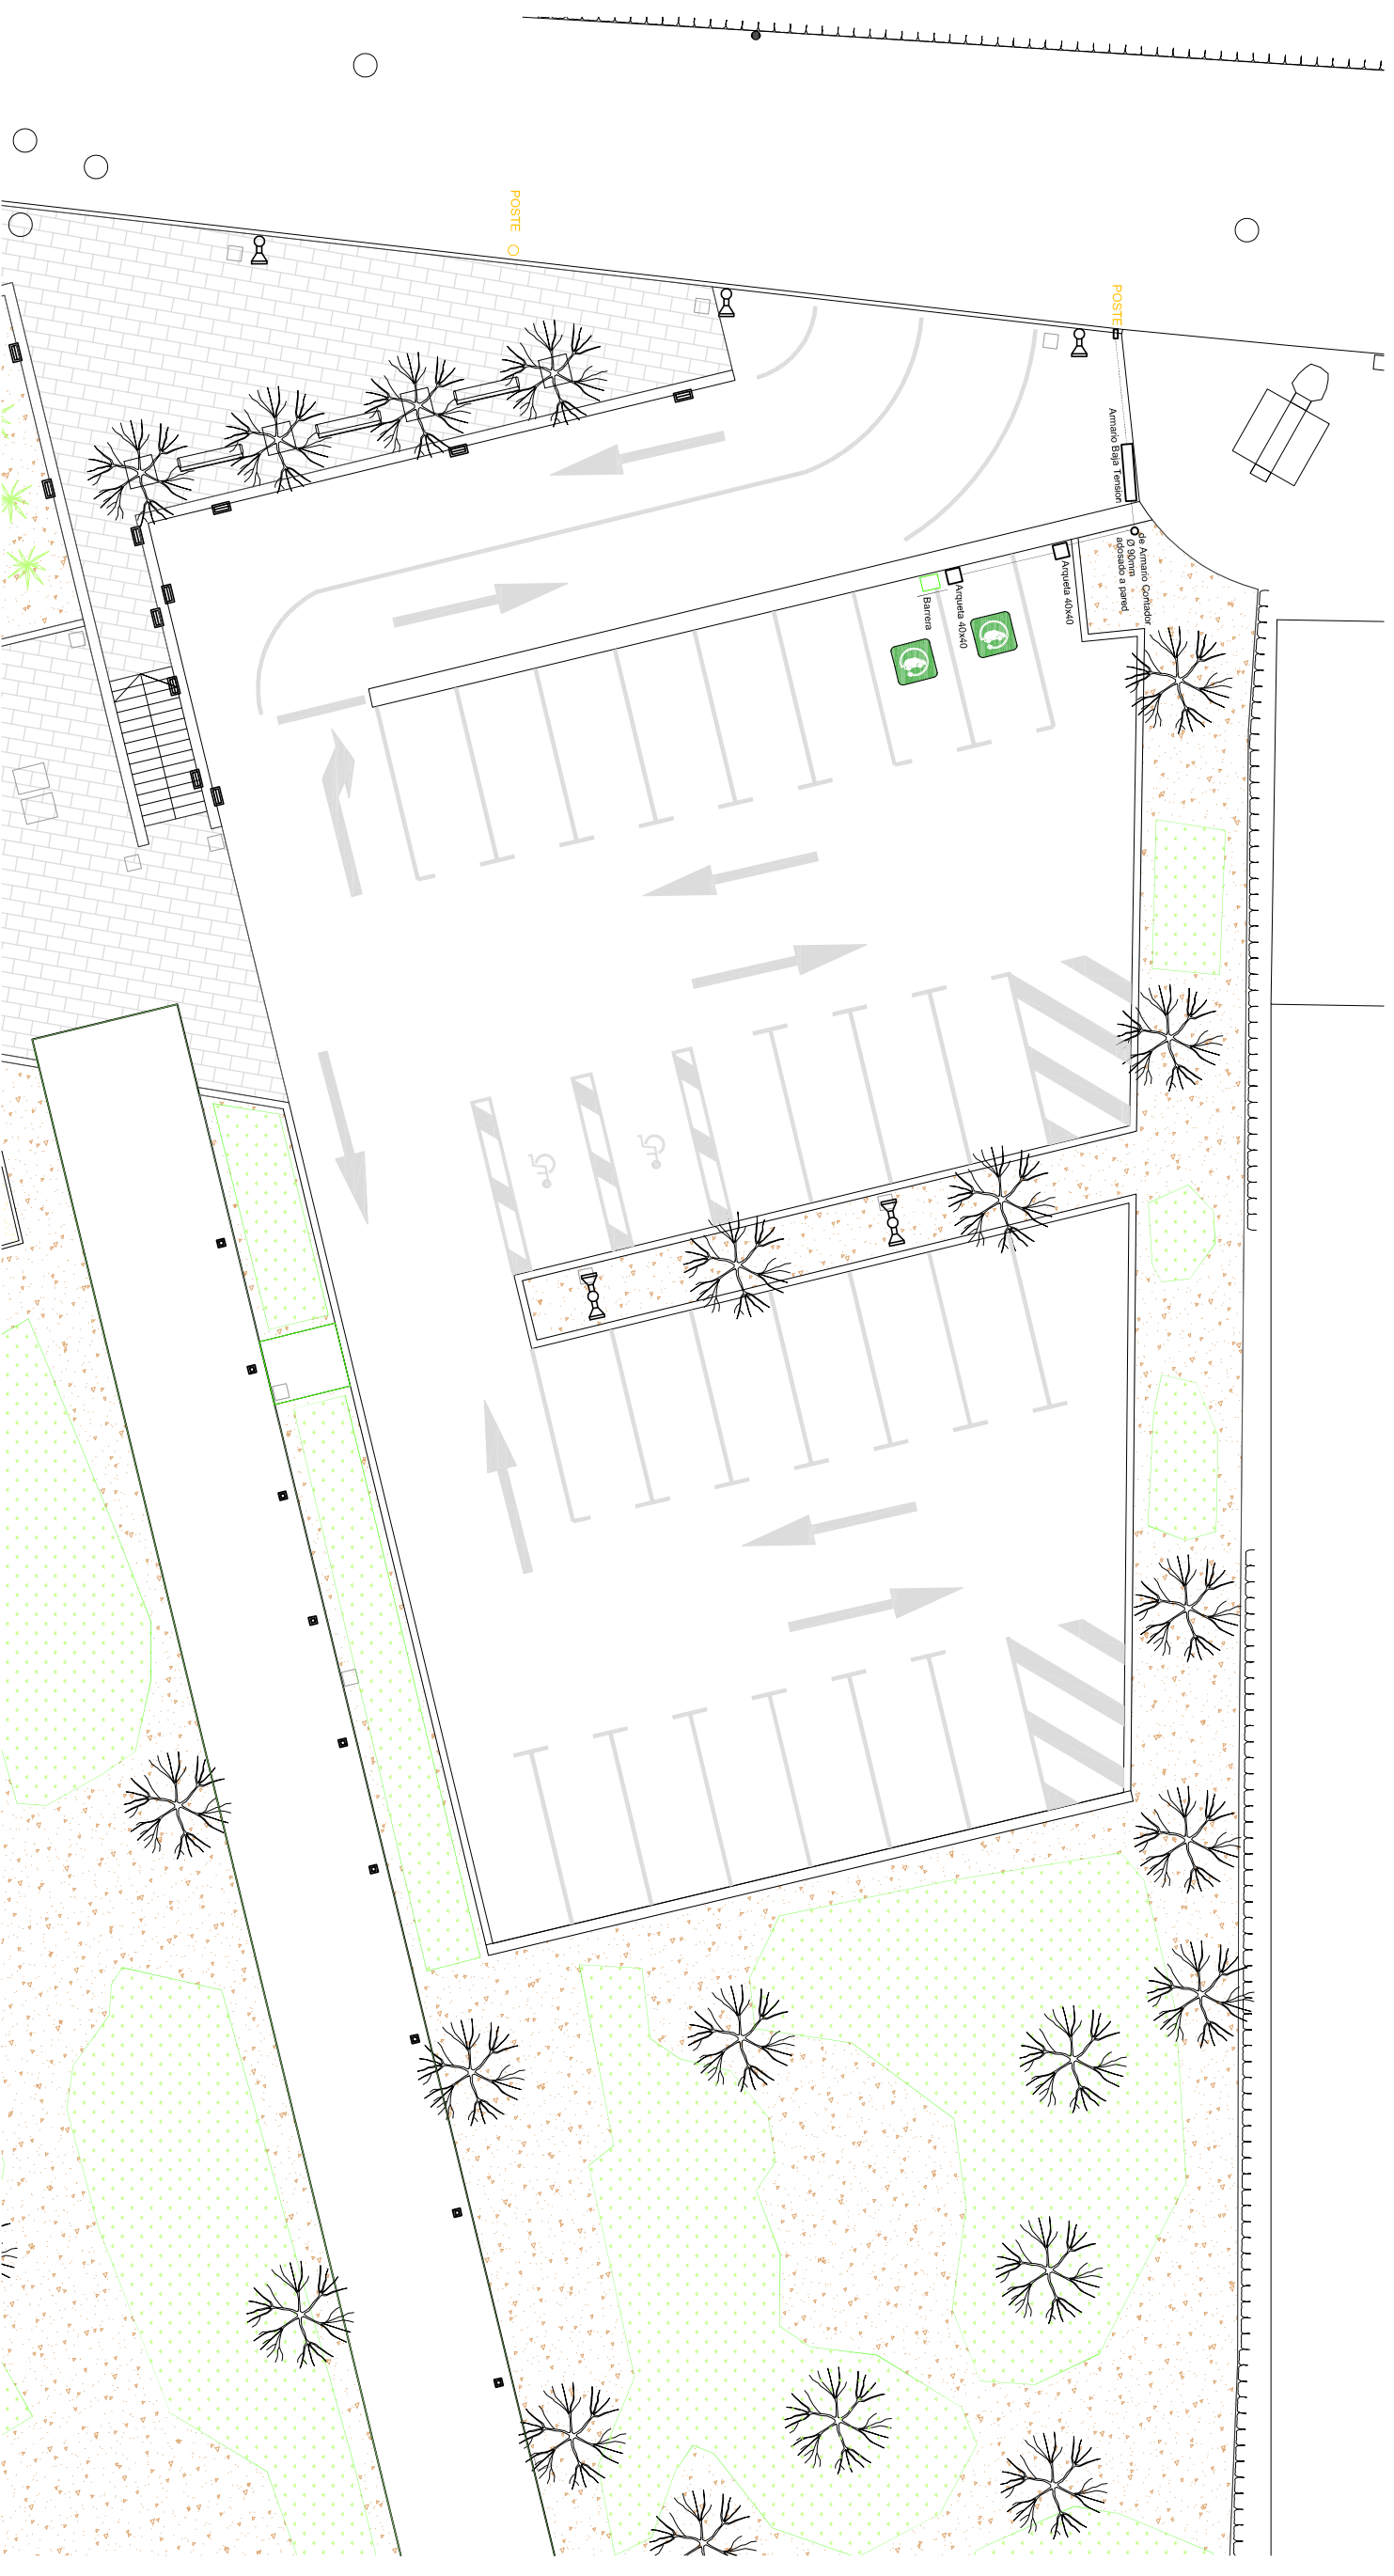 POSTE
POSTE
Armario Baja Tension
de Armario Contador
Ø 90mm
adosado a pared
Arqueta 40x40
Arqueta 40x40
Barrera